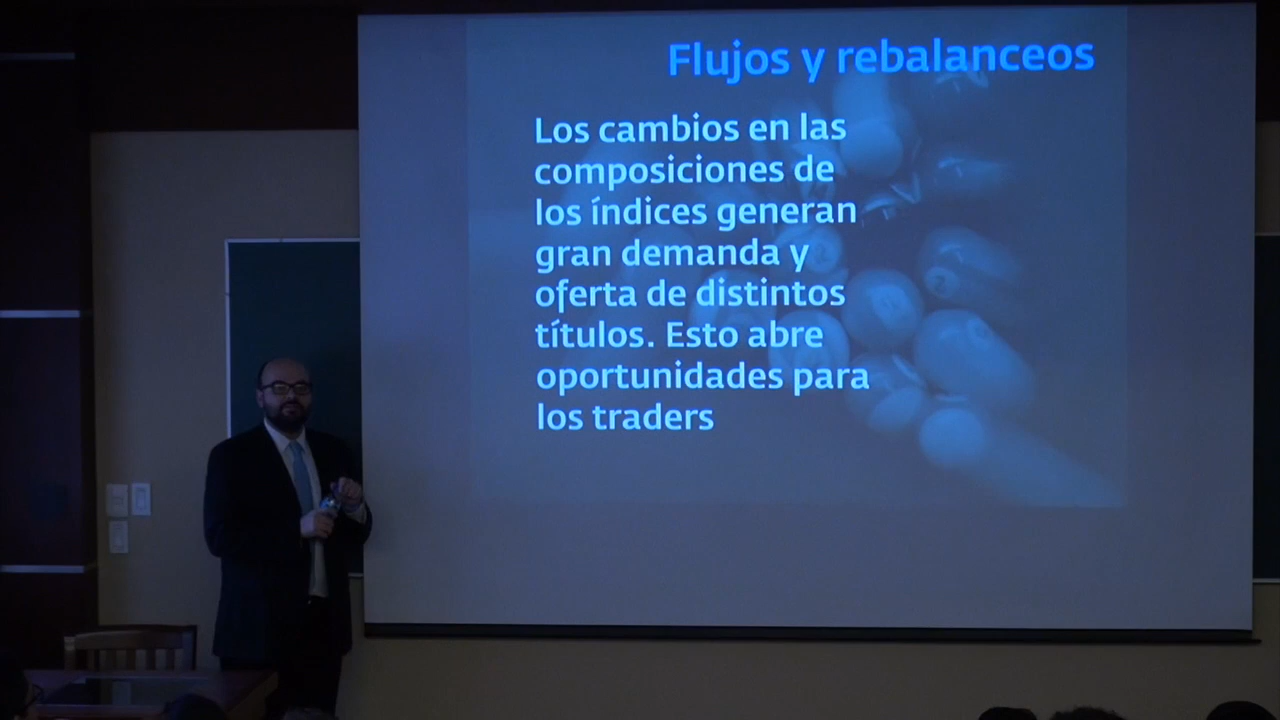 Flujos y rebalanceos
Los cambios en las
composiciones de
los índices generan
gran demanda y
oferta de distintos
títulos. Esto abre
oportunidades para
los traders